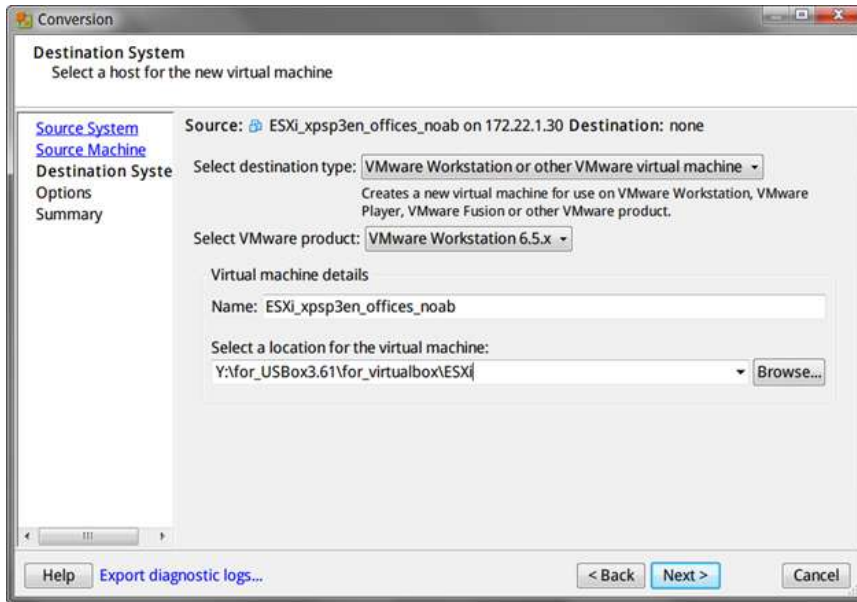 Conversion
Destination System
Select a host for the new virtual machine
Source System
Source Machine
Destination Syste
Options
Summary
Source: ESXi_xpsp3en_offices_noab on 172.22.1.30 Destination: none
Select destination type: VMware Workstation or other VMware virtual machine
Creates a new virtual machine for use on VMware Workstation, VMware
Player, VMware Fusion or other VMware product.
Select VMware product: VMware Workstation 6.5.x
Virtual machine details
Name: ESXi_xpsp3en_offices_noab
Select a location for the virtual machine:
Y:\for_USBox3.61\for_virtualbox\ESXi
Browse...
Help
Export diagnostic logs...
< Back
Next >
Cancel